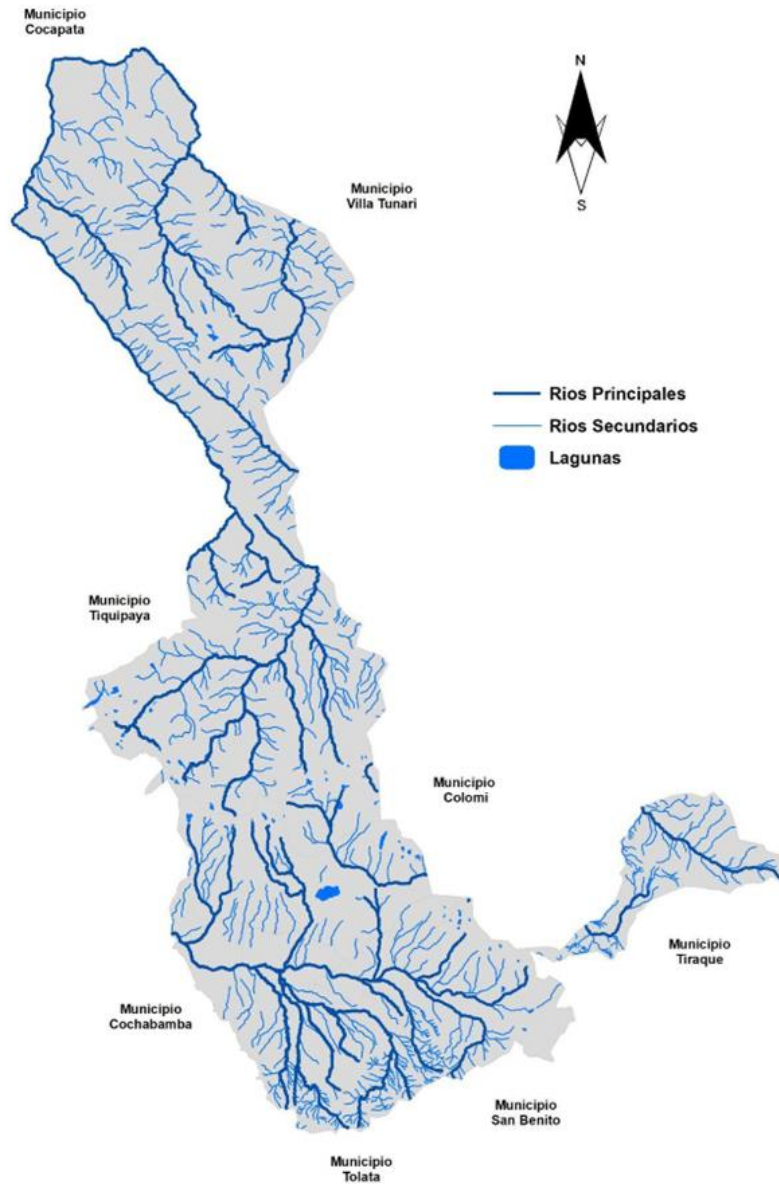 Municipio
Cocapata
N
S
Municipio
Villa Tunari
Rios Principales
Rios Secundarios
Lagunas
Municipio
Tiquipaya
Municipio
Colomi
Municipio
Tiraque
Municipio
Cochabamba
Municipio
San Benito
Municipio
Tolata